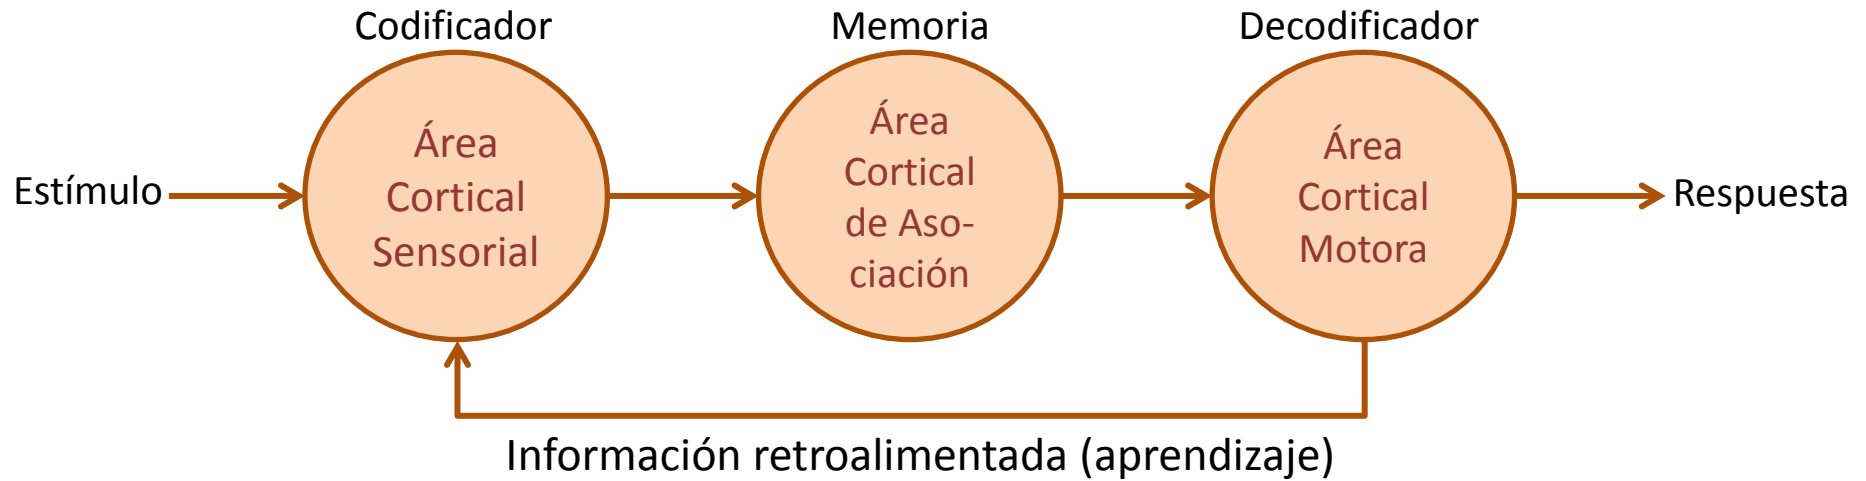 Codificador
Memoria
Decodificador
Estímulo
Área
Cortical
Sensorial
Área
Cortical
de Aso-
ciación
Área
Cortical
Motora
Respuesta
Información retroalimentada (aprendizaje)